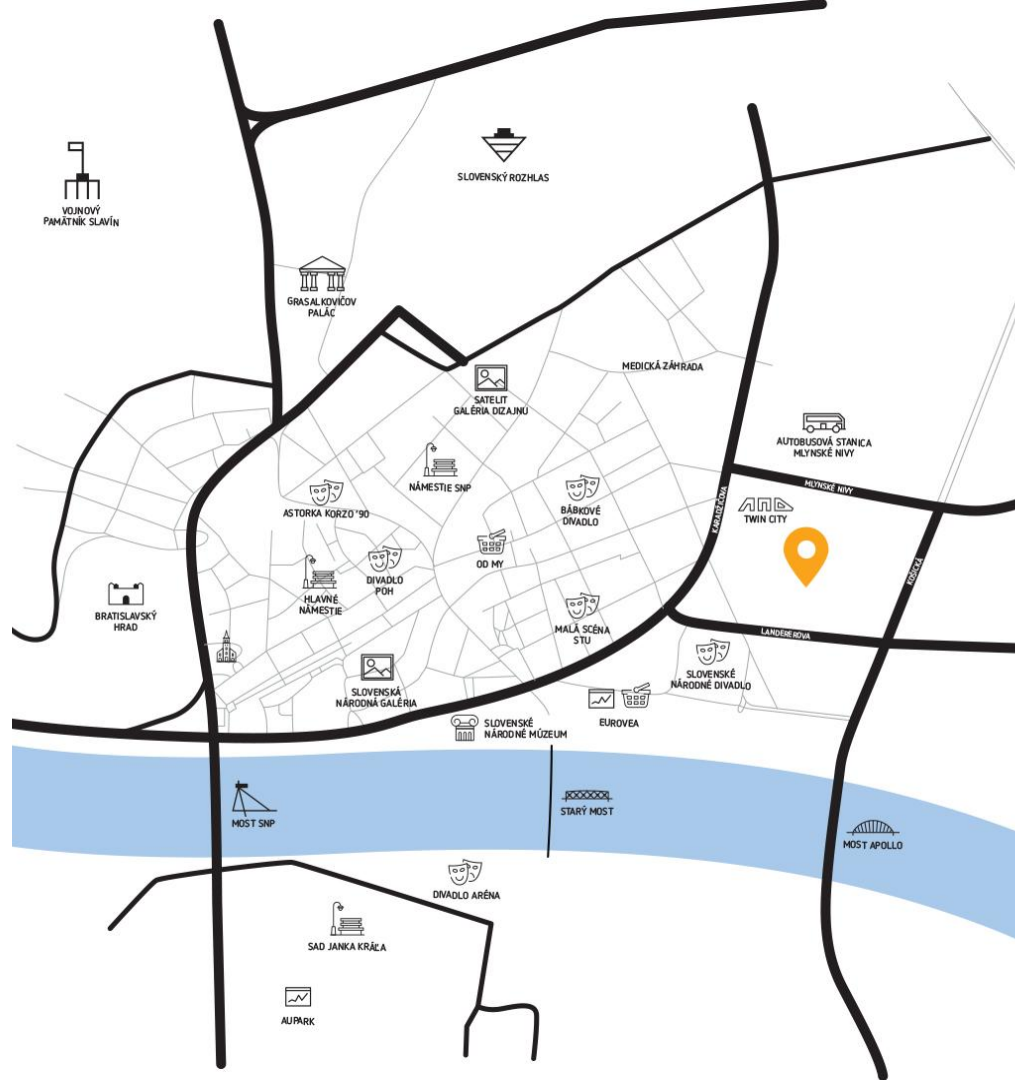 SLOVENSKÝ ROZHLAS
VOJNOVÝ
PAMÄTNÍK SLAVÍN
GRASALKOVIČOV
PALÁC
MEDICKÁ ZÁHRADA
SATELIT
GALÉRIA DIZAJNU
AUTOBUSOVÁ STANICA
MLYNSKÉ NIVY
NÁMESTIE SNP
MLYNSKÉ NIVY
ASTORKA KORZO '90
BÁBKOVÉ
DIVADLO
KARADŽIČOVA
TWIN CITY
OD MY
DIVADLO
POH
KOŠICKÁ
HLAVNÉ
NÁMESTIE
BRATISLAVSKÝ
HRAD
MALÁ SCÉNA
STU
LANDEREROVA
SLOVENSKÉ
NÁRODNÉ DIVADLO
SLOVENSKÁ
NÁRODNÁ GALÉRIA
EUROVEA
SLOVENSKÉ
NÁRODNÉ MÚZEUM
MOST SNP
STARÝ MOST
MOST APOLLO
DIVADLO ARÉNA
SAD JANKA KRÁĽA
AUPARK